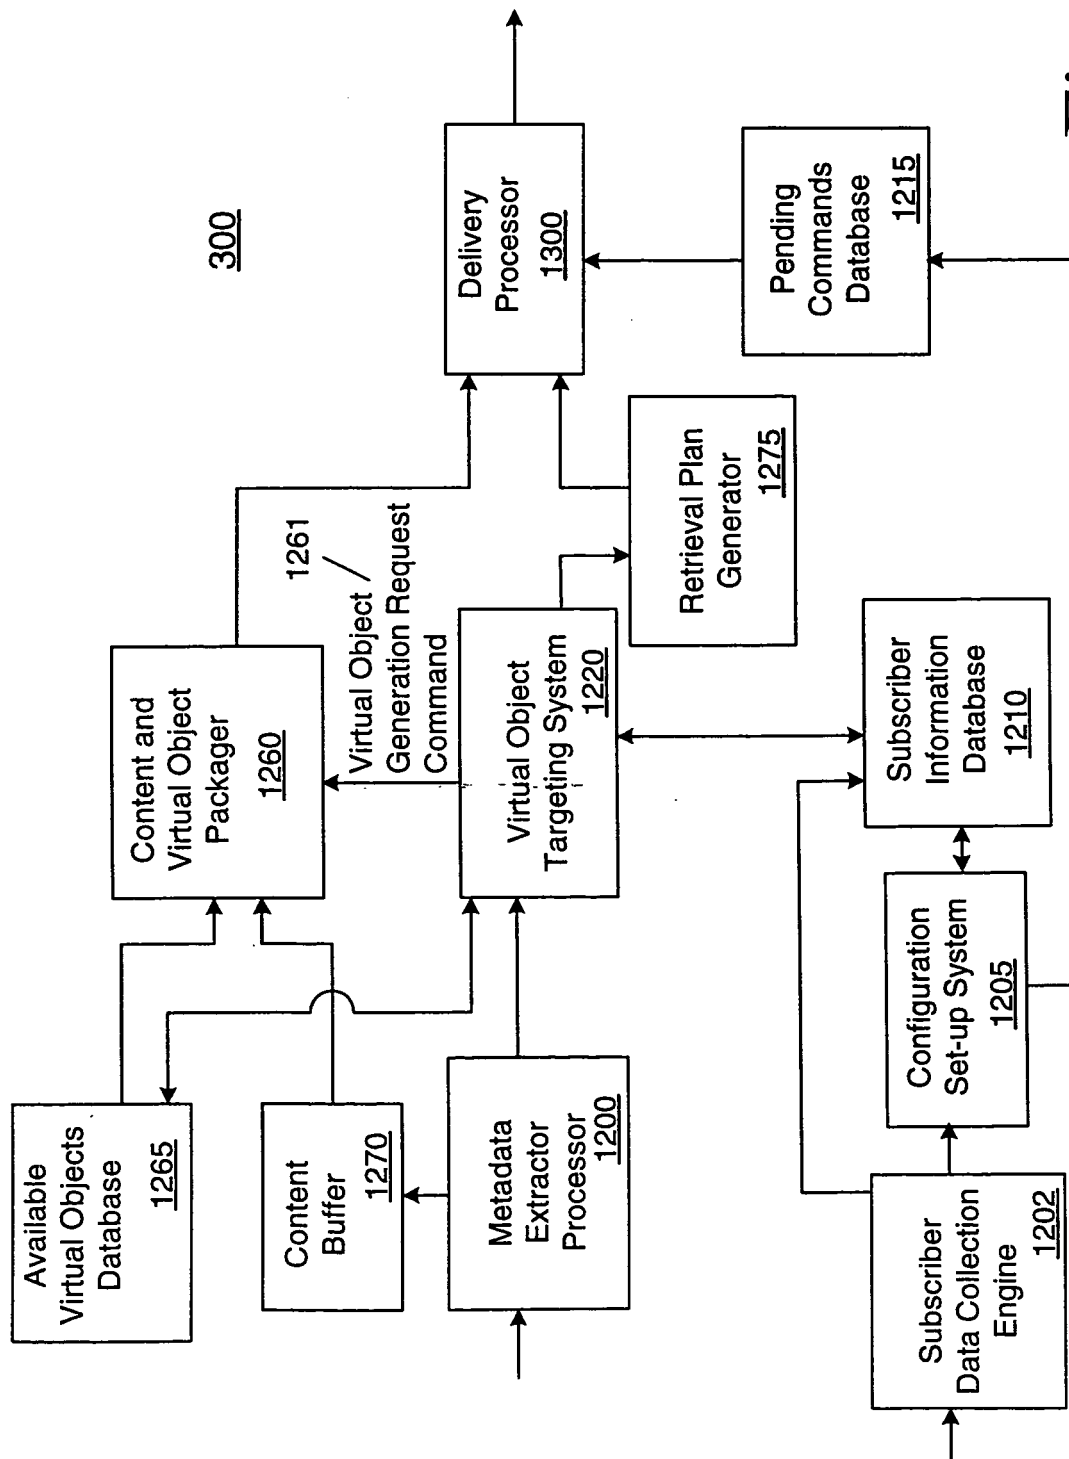 300
Available
Virtual Objects
Database
1265
Content and
Virtual Object
Packager
1260
1261
Virtual Object
Generation Request
Command
Content
Buffer
1270
Metadata
Extractor
Processor
1200
Virtual Object
Targeting System
1220
Delivery
Processor
1300
Retrieval Plan
Generator
1275
Pending
Commands
Database
1215
Subscriber
Data Collection
Engine
1202
Configuration
Set-up System
1205
Subscriber
Information
Database
1210